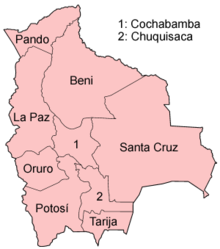 1: Cochabamba
2: Chuquisaca
Pando
Beni
La Paz
1
Santa Cruz
Oruro
2
Potosí
Tarija